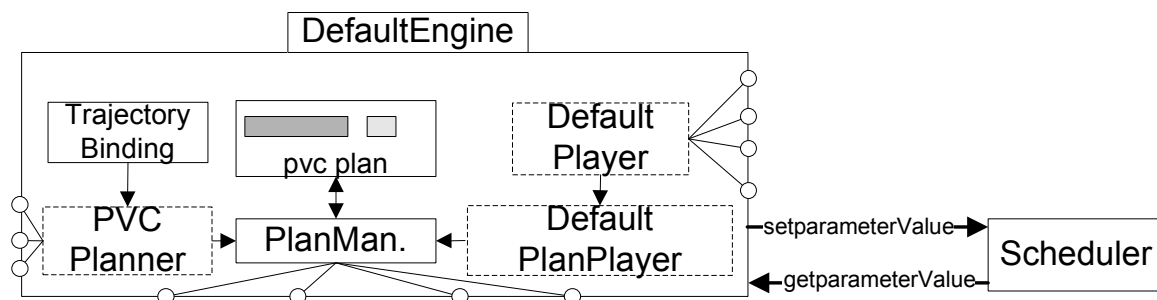 DefaultEngine
Trajectory
Binding
pvc plan
Default
Player
PVC
Planner
PlanMan.
Default
PlanPlayer
setparameterValue
getparameterValue
Scheduler